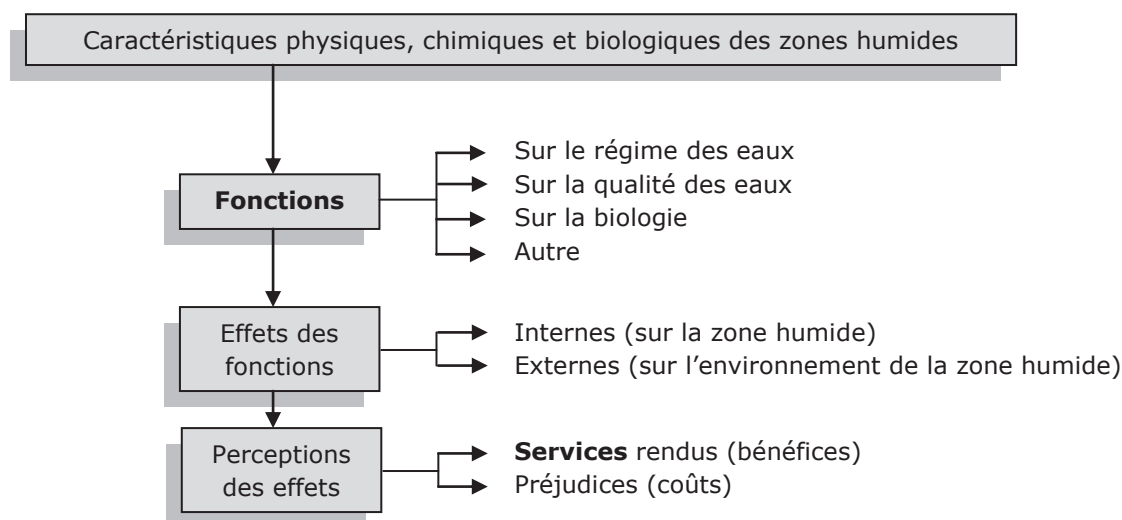 Caractéristiques physiques, chimiques et biologiques des zones humides
Fonctions
Sur le régime des eaux
Sur la qualité des eaux
Sur la biologie
Autre
Effets des
fonctions
Internes (sur la zone humide)
Externes (sur l’environnement de la zone humide)
Perceptions
des effets
Services rendus (bénéfices)
Préjudices (coûts)